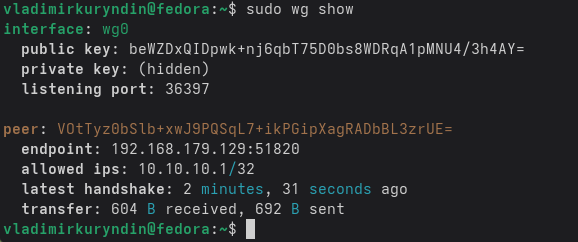 vladimirkuryndin@fedora:~$ sudo wg show
interface: wg0
  public key: beWZDxQIDpwk+nj6qbT75D0bs8WDRqA1pMNU4/3h4AY=
  private key: (hidden)
  listening port: 36397

peer: VOtTyz0bSlb+xwJ9PQSqL7+ikPGipXagRADbBL3zrUE=
  endpoint: 192.168.179.129:51820
  allowed ips: 10.10.10.1/32
  latest handshake: 2 minutes, 31 seconds ago
  transfer: 604 B received, 692 B sent
vladimirkuryndin@fedora:~$